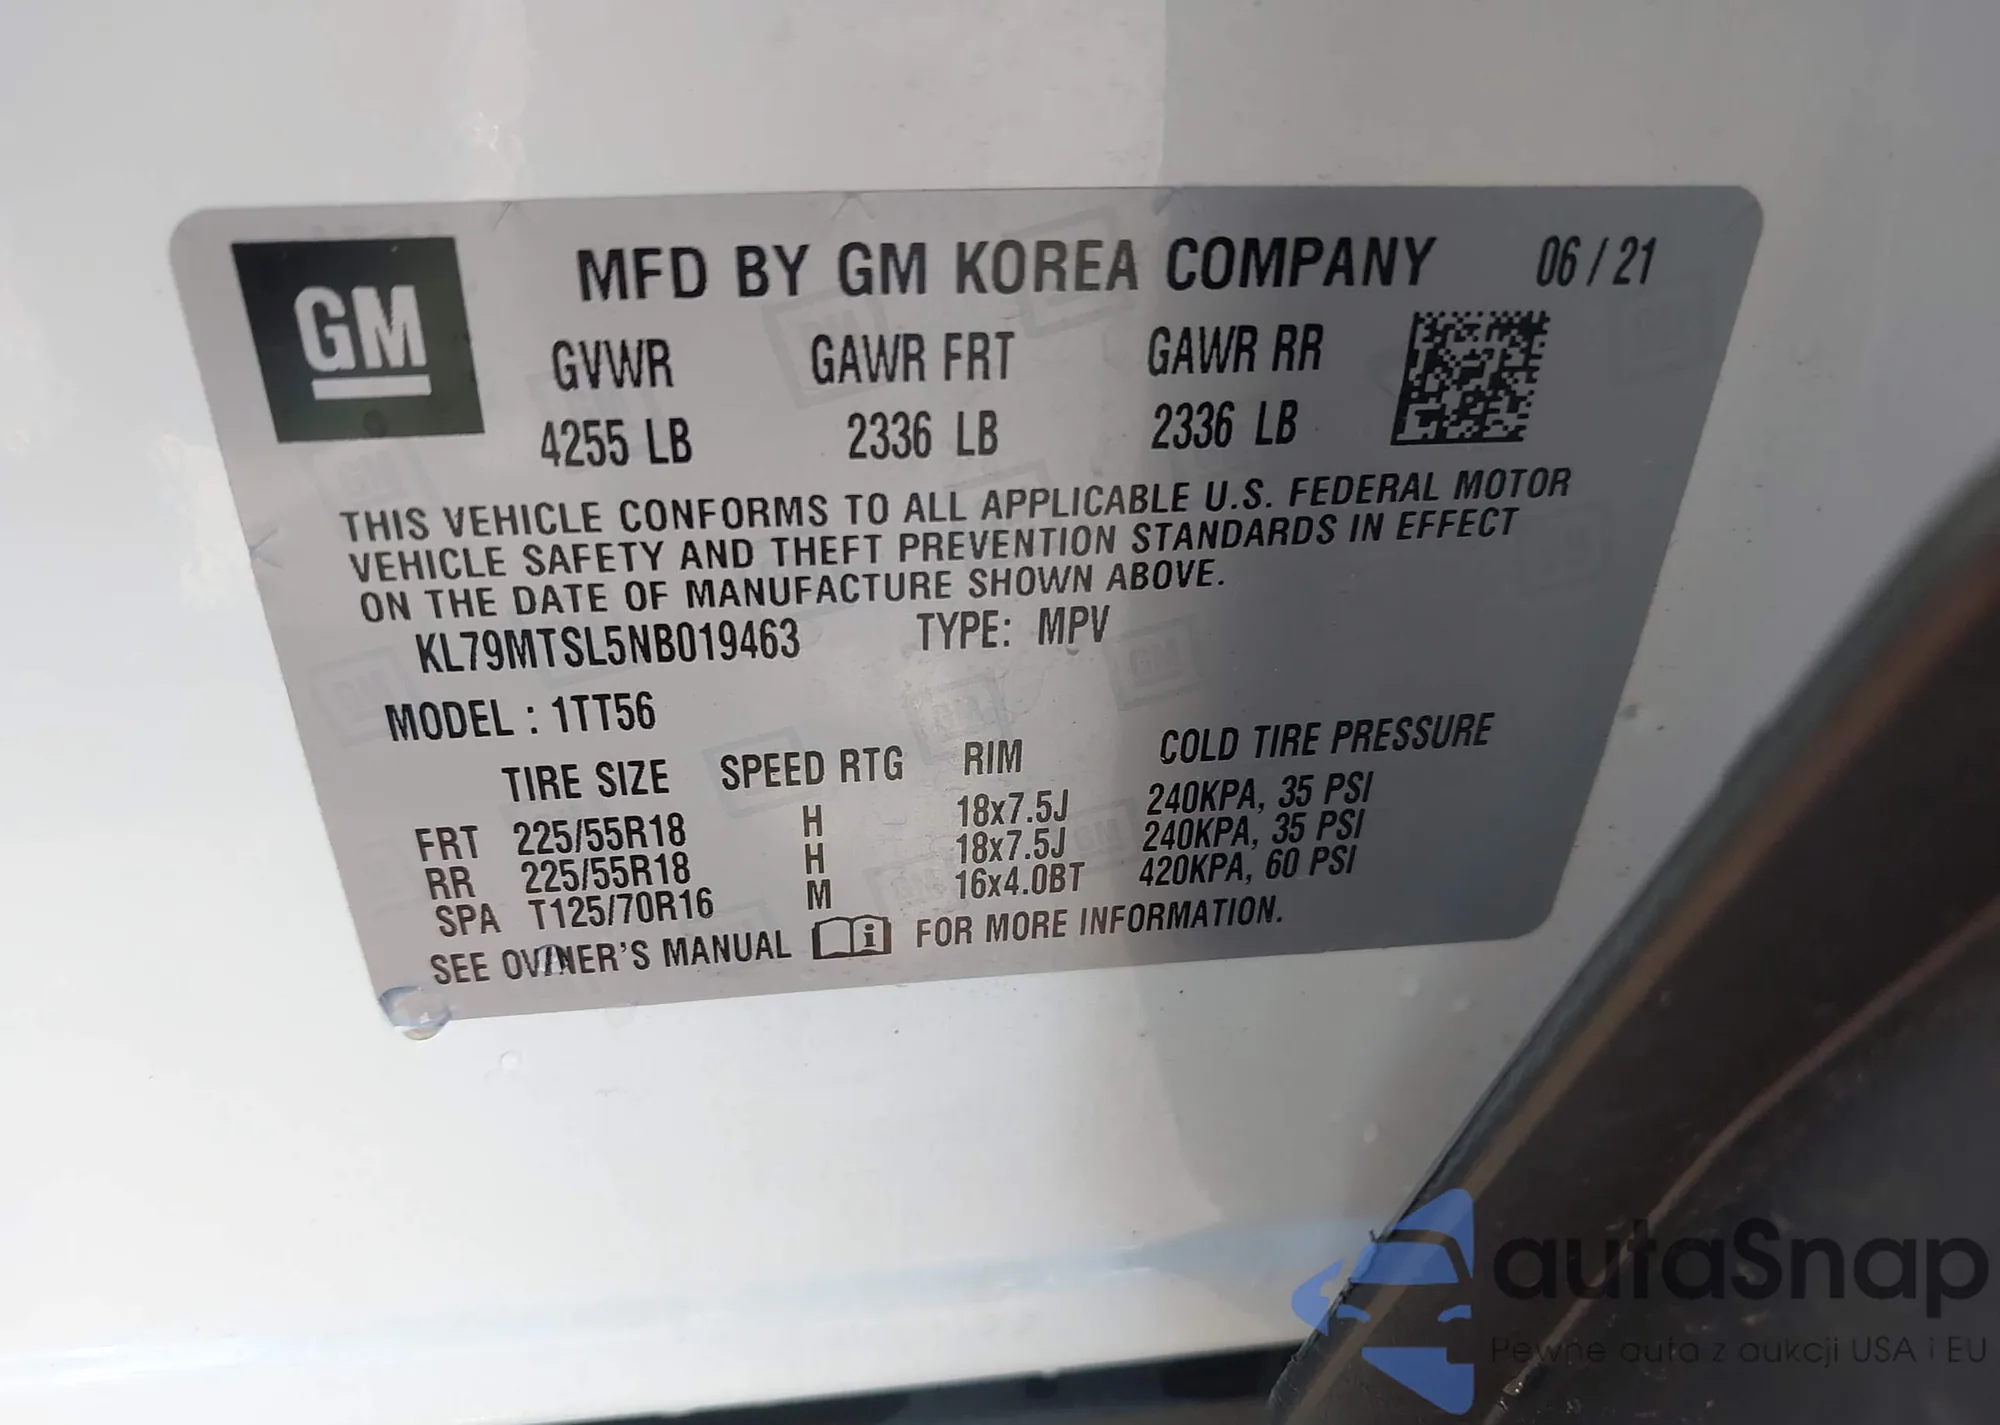 GM
MFD BY GM KOREA COMPANY 06 / 21
GVWR GAWR FRT GAWR RR
4255 LB 2336 LB 2336 LB
THIS VEHICLE CONFORMS TO ALL APPLICABLE U.S. FEDERAL MOTOR
VEHICLE SAFETY AND THEFT PREVENTION STANDARDS IN EFFECT
ON THE DATE OF MANUFACTURE SHOWN ABOVE.
KL79MTSL5NB019463 TYPE: MPV
MODEL : 1TT56
TIRE SIZE SPEED RTG RIM COLD TIRE PRESSURE
FRT 225/55R18 H 18x7.5J 240KPA, 35 PSI
RR 225/55R18 H 18x7.5J 240KPA, 35 PSI
SPA T125/70R16 M 16x4.0BT 420KPA, 60 PSI
SEE OWNER'S MANUAL i FOR MORE INFORMATION.
autaSnap
Pewne auta z aukcji USA i EU